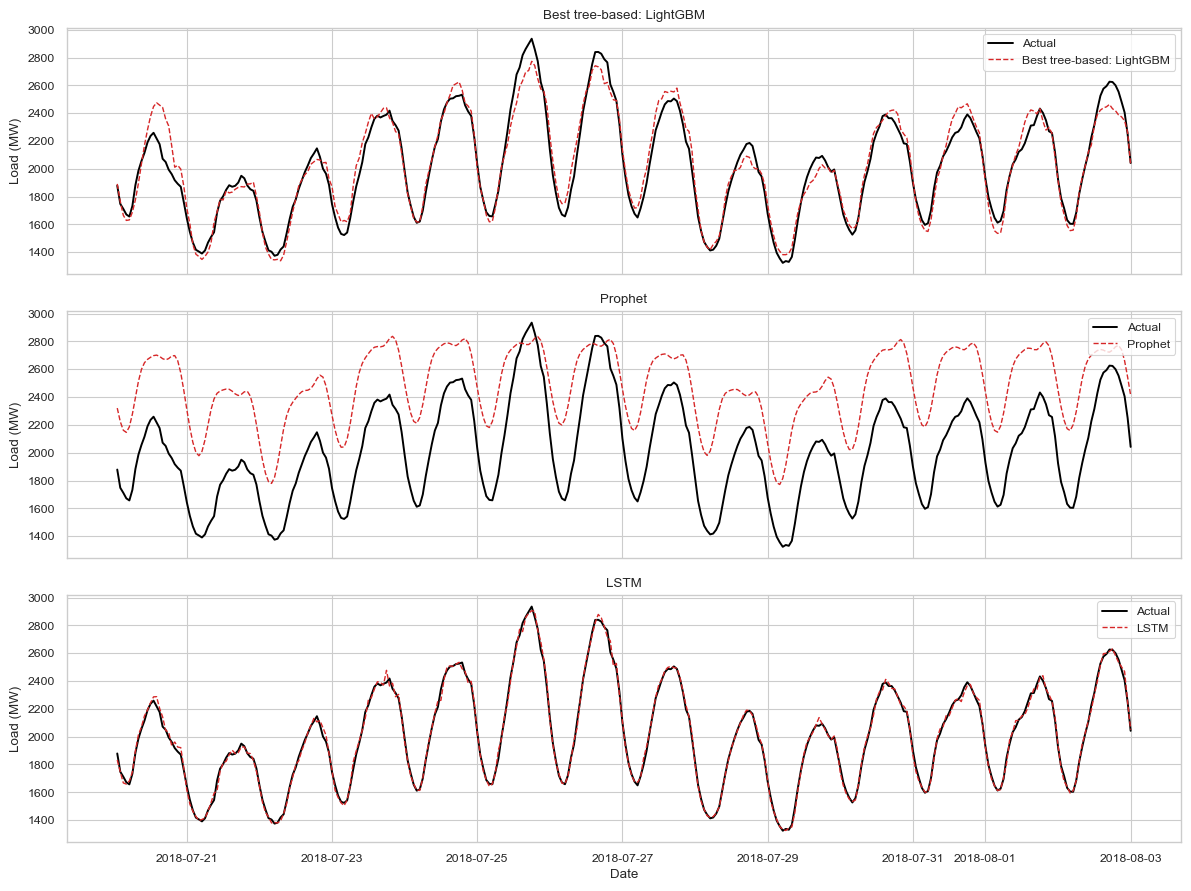 Best tree-based: LightGBM
3000
2800
2600
2400
2200
2000
1800
1600
1400
Load (MW)
Actual
Best tree-based: LightGBM
Prophet
3000
2800
2600
2400
2200
2000
1800
1600
1400
Load (MW)
Actual
Prophet
LSTM
3000
2800
2600
2400
2200
2000
1800
1600
1400
Load (MW)
Actual
LSTM
2018-07-21 2018-07-23 2018-07-25 2018-07-27 2018-07-29 2018-07-31 2018-08-01 2018-08-03
Date